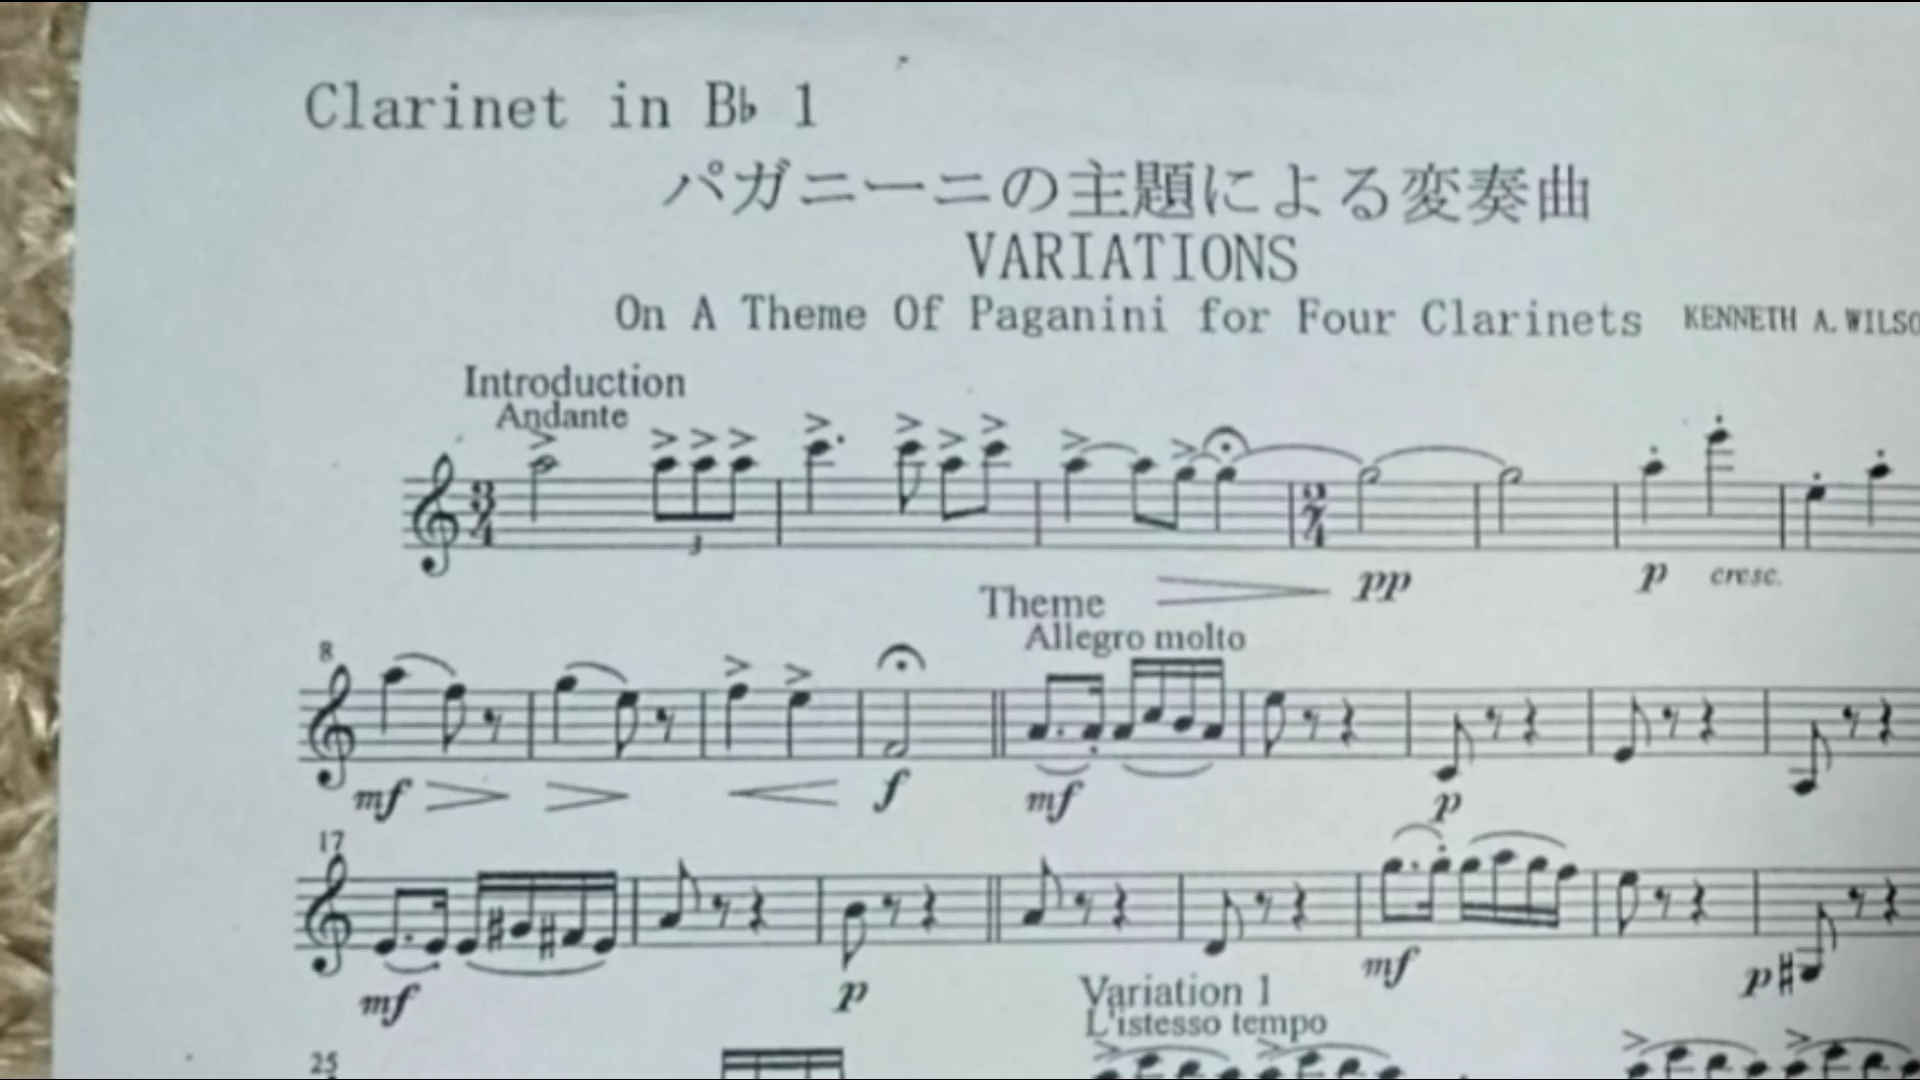 Clarinet in B♭ 1
パガニーニの主題による変奏曲
VARIATIONS
On A Theme Of Paganini for Four Clarinets KENNETH A.WILSO
Introduction
Andante
3
4
3
2
4
pp
p cresc.
Theme
Allegro molto
8
mf
f
mf
p
17
mf
p
mf
p
Variation 1
L'istesso tempo
25